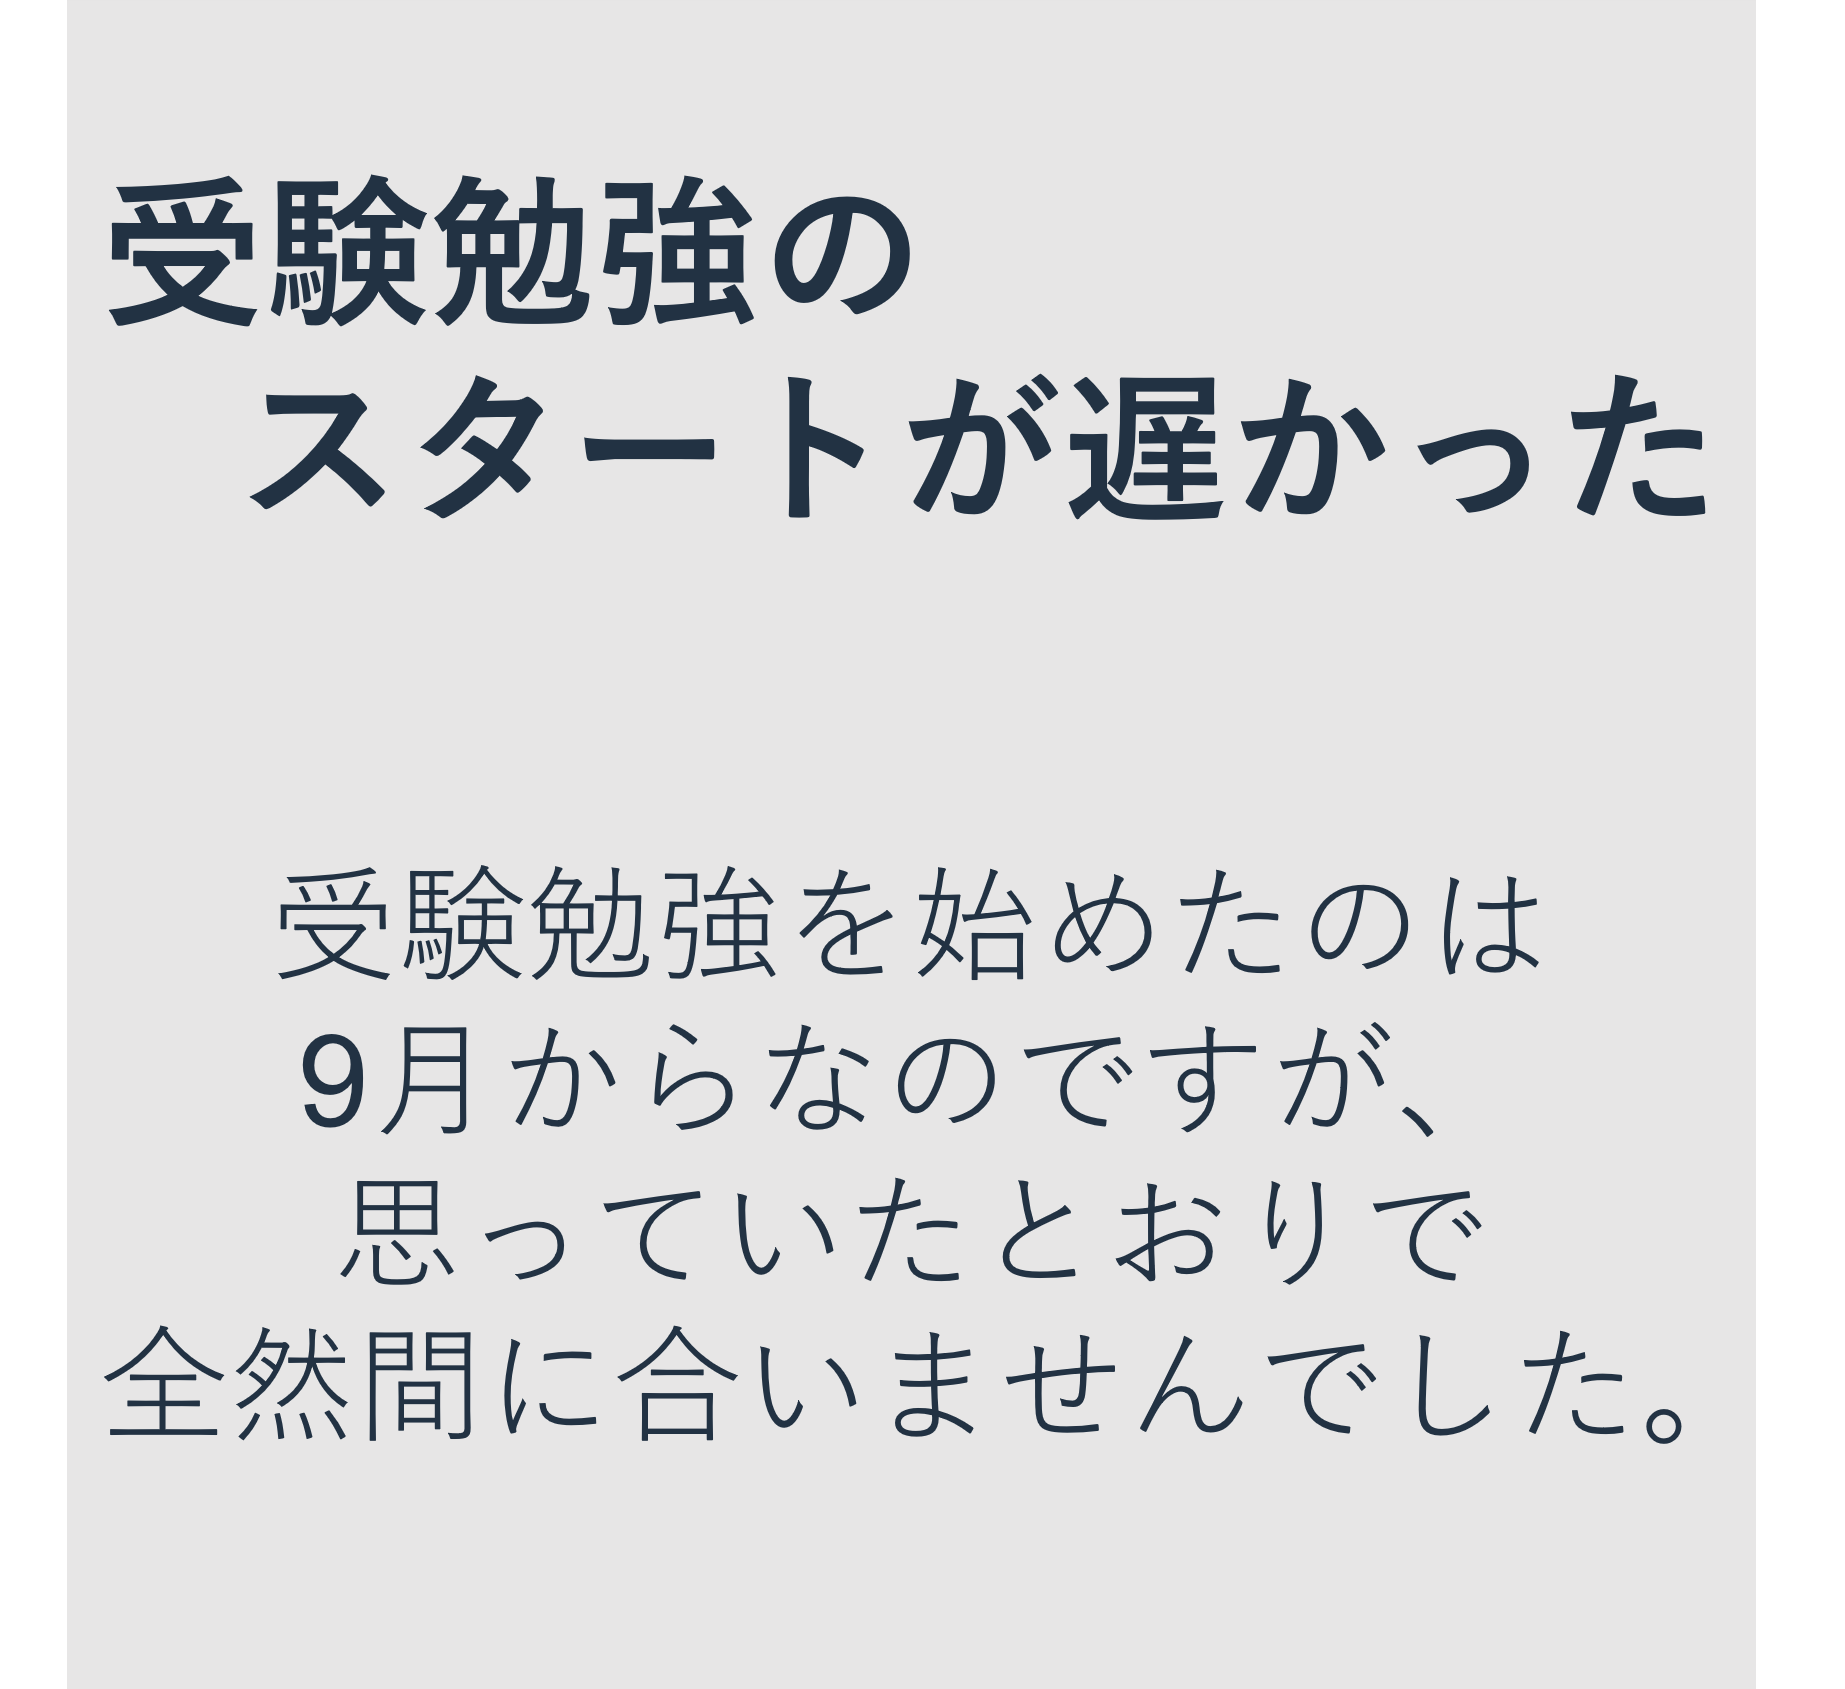 受験勉強の
スタートが遅かった
受験勉強を始めたのは
9月からなのですが、
思っていたとおりで
全然間に合いませんでした。